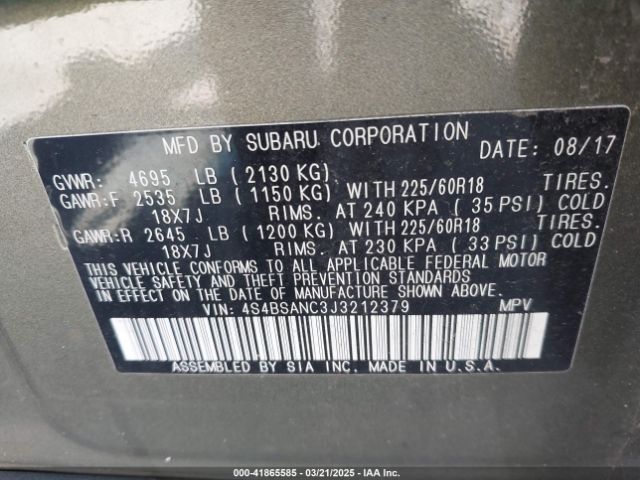 MFD BY SUBARU CORPORATION DATE: 08/17
GVWR: 4695 LB ( 2130 KG)
GAWR:F 2535 LB ( 1150 KG) WITH 225/60R18 TIRES.
18X7J RIMS. AT 240 KPA ( 35 PSI) COLD
GAWR:R 2645 LB ( 1200 KG) WITH 225/60R18 TIRES.
18X7J RIMS. AT 230 KPA ( 33 PSI) COLD
THIS VEHICLE CONFORMS TO ALL APPLICABLE FEDERAL MOTOR
VEHICLE SAFETY AND THEFT PREVENTION STANDARDS
IN EFFECT ON THE DATE OF MANUFACTURE SHOWN ABOVE.
VIN: 4S4BSANC3J3212379 MPV
ASSEMBLED BY SIA INC. MADE IN U.S.A.
(00-41865585 / 03/21/2025 / IAA INC.)